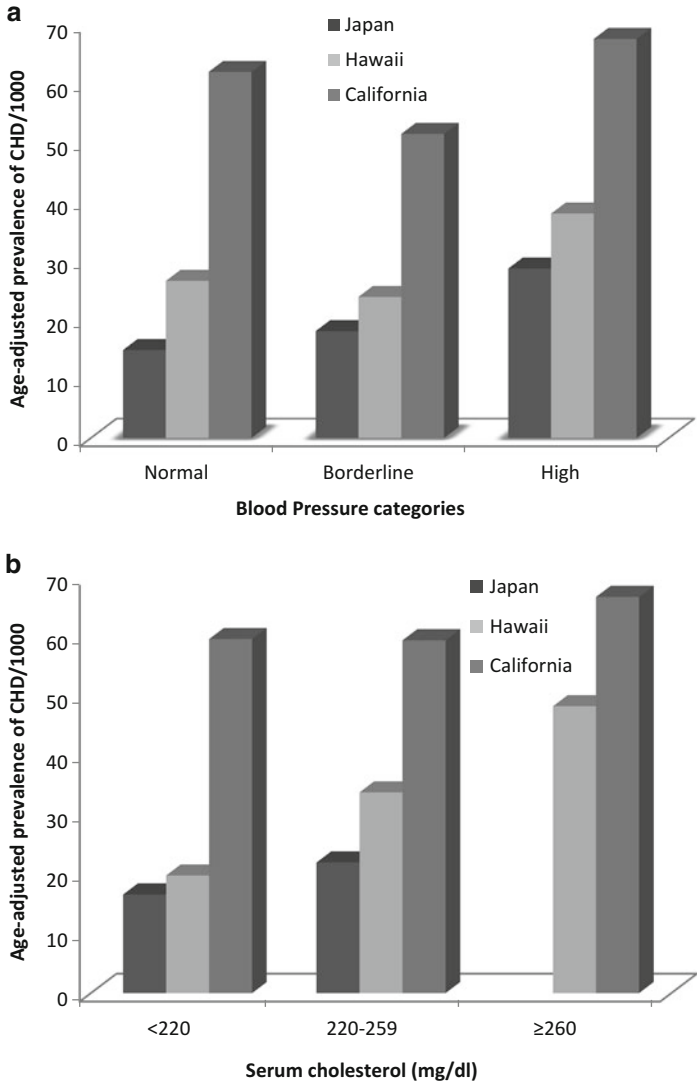 a
Age-adjusted prevalence of CHD/1000
70
60
50
40
30
20
10
0
Japan
Hawaii
California
Normal Borderline High
Blood Pressure categories
b
Age-adjusted prevalence of CHD/1000
70
60
50
40
30
20
10
0
Japan
Hawaii
California
<220 220-259 ≥260
Serum cholesterol (mg/dl)